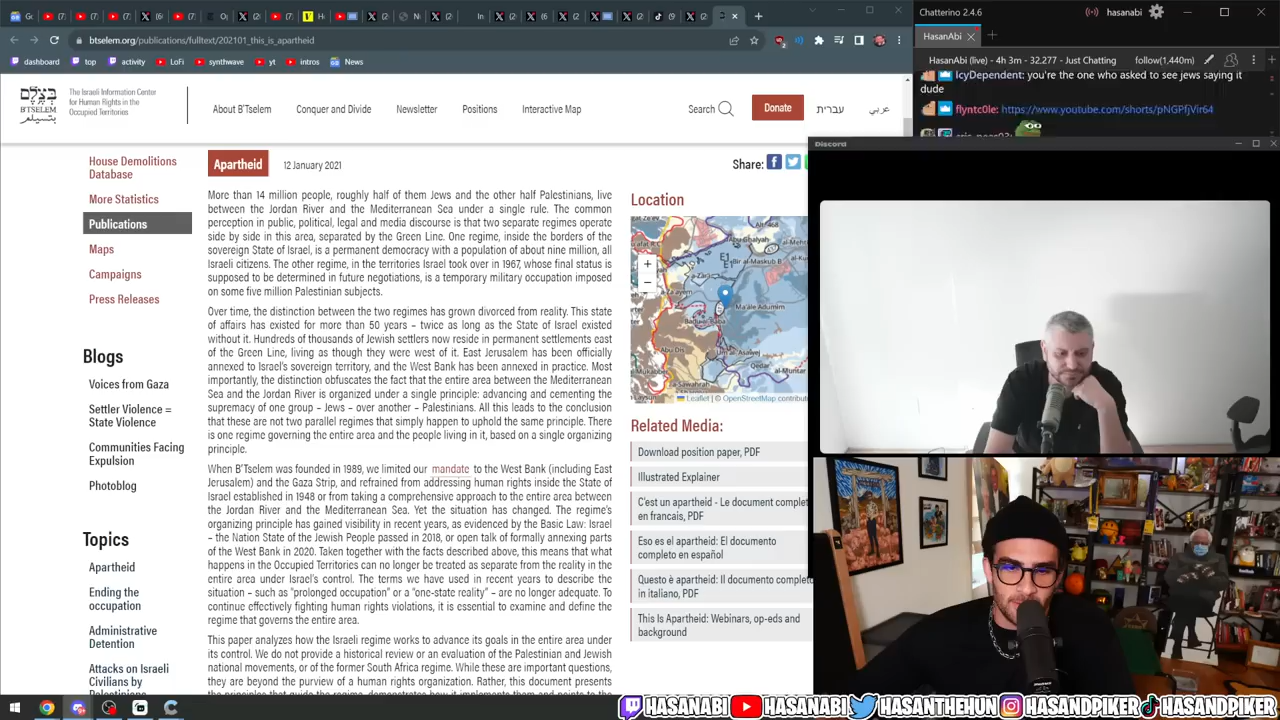 Chatterino 2.4.6
hasanabi
HasanAbi
btselem.org/publications/fulltext/202101_this_is_apartheid
dashboard
top
activity
LoFi
synthwave
yt
intros
News
HasanAbi (live) - 4h 3m - 32.277 - Just Chatting
follow(1.440m)
IcyDependent: you're the one who asked to see jews saying it
dude
flyntc0le: https://www.youtube.com/shorts/pNGPfjVir64
בצלם
B'TSELEM
بتسيلم
The Israeli Information
Center for
Human Rights in the
Occupied Territories
About B'Tselem
Conquer and Divide
Newsletter
Positions
Interactive Map
Search
Donate
עברית
عربي
Discord
House Demolitions
Database
More Statistics
Publications
Maps
Campaigns
Press Releases
Blogs
Voices from Gaza
Settler Violence =
State Violence
Communities Facing
Expulsion
Photoblog
Topics
Apartheid
Ending the
occupation
Administrative
Detention
Attacks on Israeli
Civilians by
Palestinians
Apartheid
12 January 2021
Share:
More than 14 million people, roughly half of them Jews and the other half Palestinians, live
between the Jordan River and the Mediterranean Sea under a single rule. The common
perception in public, political, legal and media discourse is that two separate regimes operate
side by side in this area, separated by the Green Line. One regime, inside the borders of the
sovereign State of Israel, is a permanent democracy with a population of about nine million, all
Israeli citizens. The other regime, in the territories Israel took over in 1967, whose final status is
supposed to be determined in future negotiations, is a temporary military occupation imposed
on some five million Palestinian subjects.
Over time, the distinction between the two regimes has grown divorced from reality. This state
of affairs has existed for more than 50 years – twice as long as the State of Israel existed
without it. Hundreds of thousands of Jewish settlers now reside in permanent settlements east
of the Green Line, living as though they were west of it. East Jerusalem has been officially
annexed to Israel's sovereign territory, and the West Bank has been annexed in practice. Most
importantly, the distinction obfuscates the fact that the entire area between the Mediterranean
Sea and the Jordan River is organized under a single principle: advancing and cementing the
supremacy of one group – Jews – over another – Palestinians. All this leads to the conclusion
that these are not two parallel regimes that simply happen to uphold the same principle. There
is one regime governing the entire area and the people living in it, based on a single organizing
principle.
When B'Tselem was founded in 1989, we limited our mandate to the West Bank (including East
Jerusalem) and the Gaza Strip, and refrained from addressing human rights inside the State of
Israel established in 1948 or from taking a comprehensive approach to the entire area between
the Jordan River and the Mediterranean Sea. Yet the situation has changed. The regime's
organizing principle has gained visibility in recent years, as evidenced by the Basic Law: Israel
– the Nation State of the Jewish People passed in 2018, or open talk of formally annexing parts
of the West Bank in 2020. Taken together with the facts described above, this means that what
happens in the Occupied Territories can no longer be treated as separate from the reality in the
entire area under Israel's control. The terms we have used in recent years to describe the
situation – such as "prolonged occupation" or a "one-state reality" – are no longer adequate. To
continue effectively fighting human rights violations, it is essential to examine and define the
regime that governs the entire area.
This paper analyzes how the Israeli regime works to advance its goals in the entire area under
its control. We do not provide a historical review or an evaluation of the Palestinian and Jewish
national movements, or of the former South Africa regime. While these are important questions,
they are beyond the purview of a human rights organization. Rather, this document presents
Location
Ma'ale Adumim
Abu Dis
Qedar
Leaflet | © OpenStreetMap
Related Media:
Download position paper, PDF
Illustrated Explainer
C'est un apartheid - Le document complet
en francais, PDF
Eso es el apartheid: El documento
completo en español
Questo è apartheid: Il documento completo
in italiano, PDF
This Is Apartheid: Webinars, op-eds and
background
HASANABI
HASANABI
HASANTHEHUN
HASANDPIKER
HASANDPIKER